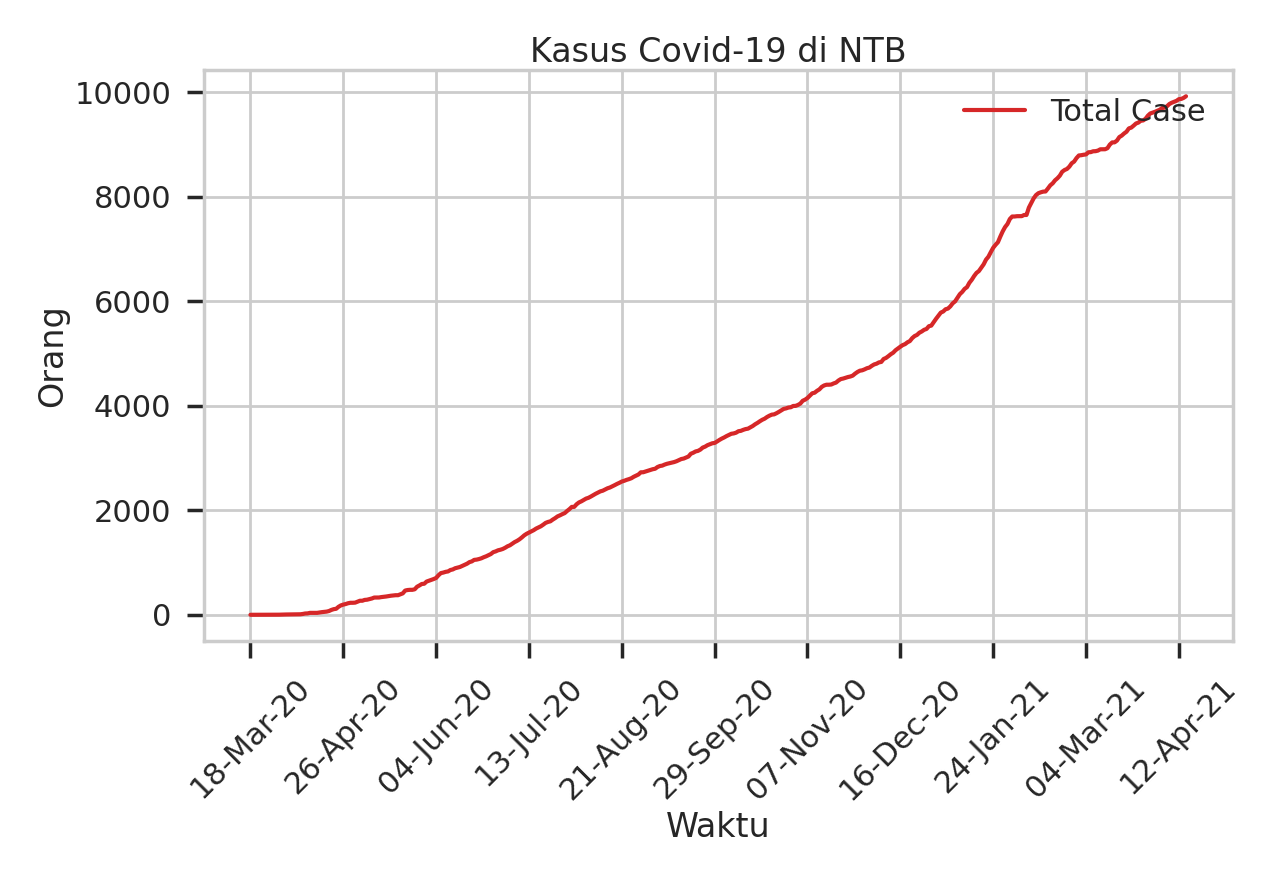 Kasus Covid-19 di NTB
Total Case
10000
8000
6000
4000
2000
0
Orang
18-Mar-20
26-Apr-20
04-Jun-20
13-Jul-20
21-Aug-20
29-Sep-20
07-Nov-20
16-Dec-20
24-Jan-21
04-Mar-21
12-Apr-21
Waktu